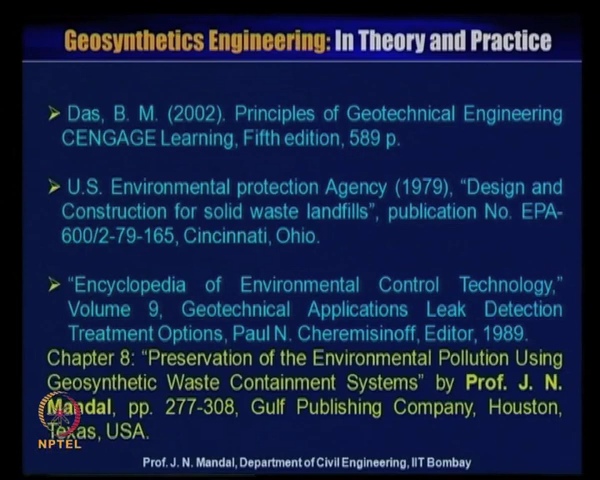 Geosynthetics Engineering: In Theory and Practice
Das, B. M. (2002). Principles of Geotechnical Engineering
CENGAGE Learning, Fifth edition, 589 p.
U.S. Environmental protection Agency (1979), “Design and
Construction for solid waste landfills”, publication No. EPA-
600/2-79-165, Cincinnati, Ohio.
“Encyclopedia of Environmental Control Technology,”
Volume 9, Geotechnical Applications Leak Detection
Treatment Options, Paul N. Cheremisinoff, Editor, 1989.
Chapter 8: “Preservation of the Environmental Pollution Using
Geosynthetic Waste Containment Systems” by Prof. J. N.
Mandal, pp. 277-308, Gulf Publishing Company, Houston,
Texas, USA.
NPTEL
Prof. J. N. Mandal, Department of Civil Engineering, IIT Bombay